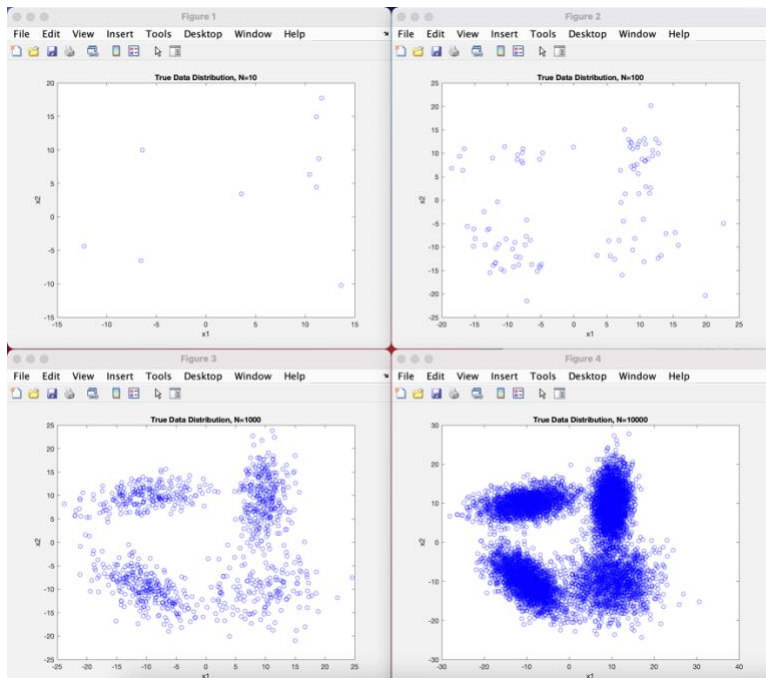 Figure 1
File Edit View Insert Tools Desktop Window Help
True Data Distribution, N=10
20
15
10
5
0
-5
-10
-15
x2
-15 -10 -5 0 5 10 15
x1
Figure 2
File Edit View Insert Tools Desktop Window Help
True Data Distribution, N=100
25
20
15
10
5
0
-5
-10
-15
-20
-25
x2
-20 -15 -10 -5 0 5 10 15 20 25
x1
Figure 3
File Edit View Insert Tools Desktop Window Help
True Data Distribution, N=1000
25
20
15
10
5
0
-5
-10
-15
-20
-25
x2
-25 -20 -15 -10 -5 0 5 10 15 20 25
x1
Figure 4
File Edit View Insert Tools Desktop Window Help
True Data Distribution, N=10000
30
20
10
0
-10
-20
-30
x2
-30 -20 -10 0 10 20 30 40
x1